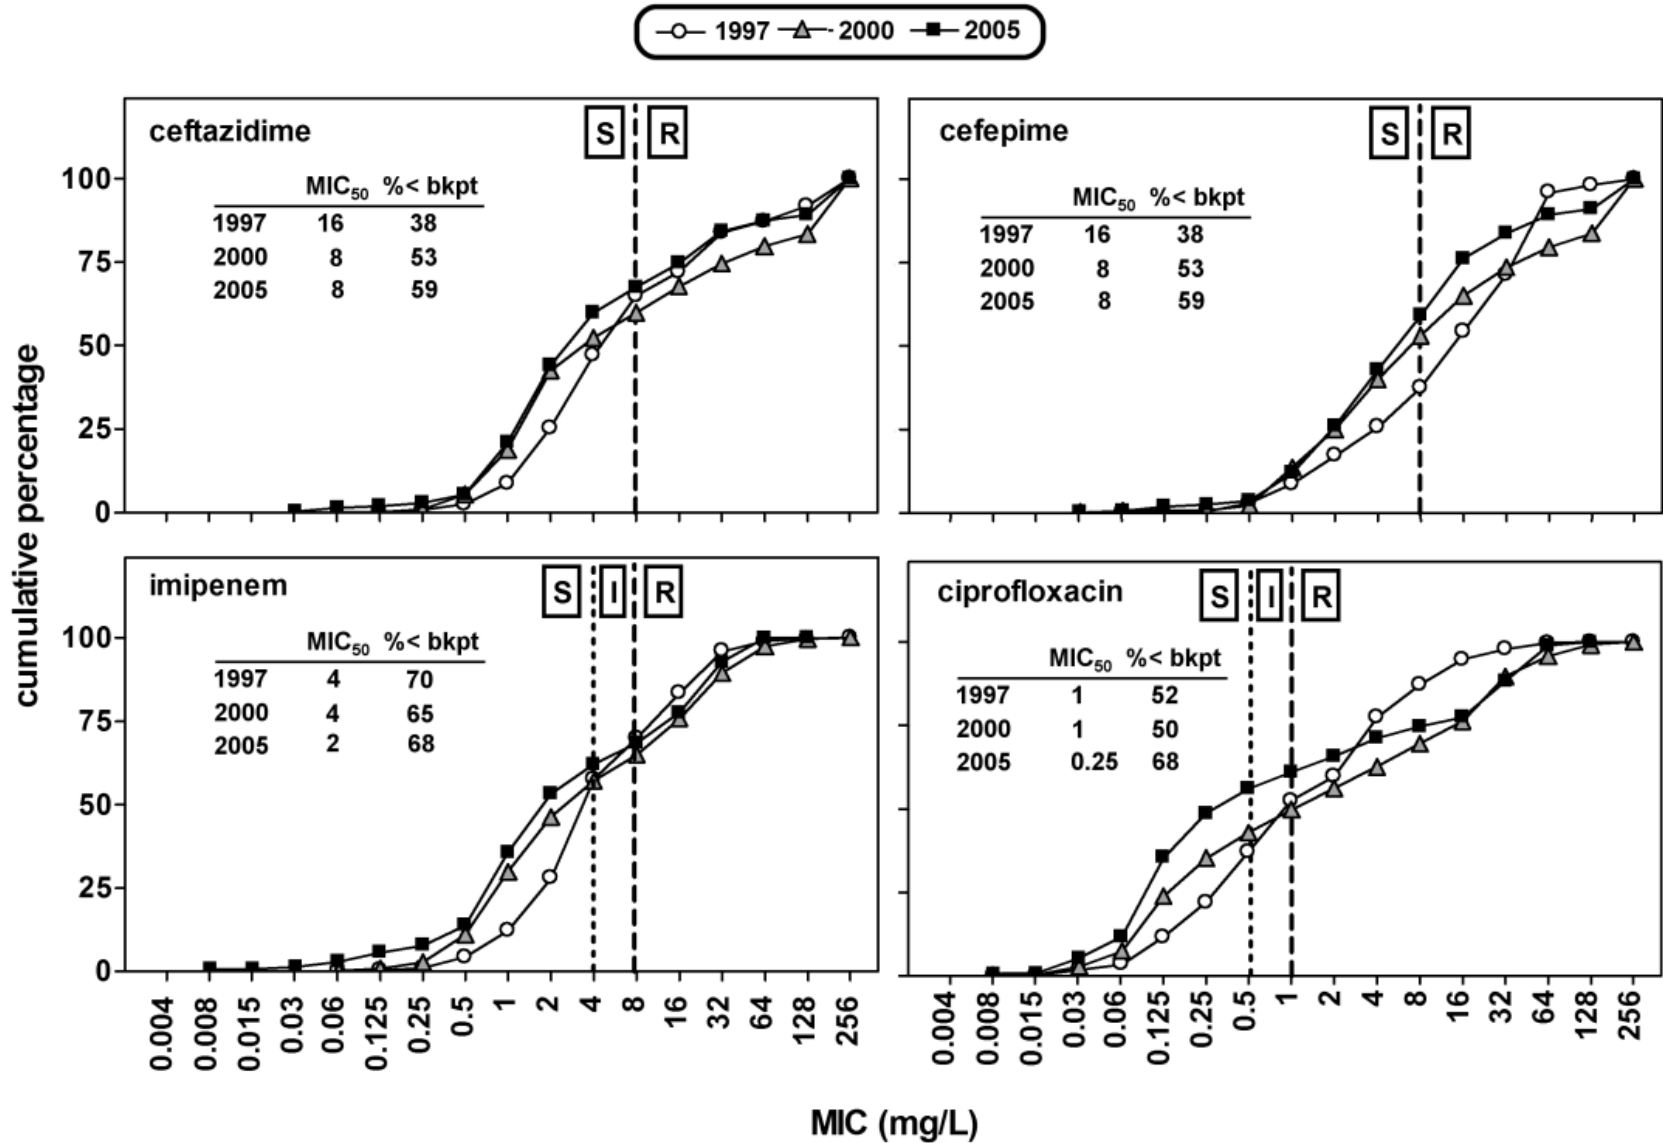 1997 2000 2005
cumulative percentage
ceftazidime
S R
MIC50 %< bkpt
1997 16 38
2000 8 53
2005 8 59
100
75
50
25
0
cefepime
S R
MIC50 %< bkpt
1997 16 38
2000 8 53
2005 8 59
imipenem
S I R
MIC50 %< bkpt
1997 4 70
2000 4 65
2005 2 68
100
75
50
25
0
0.004 0.008 0.015 0.03 0.06 0.125 0.25 0.5 1 2 4 8 16 32 64 128 256
ciprofloxacin
S I R
MIC50 %< bkpt
1997 1 52
2000 1 50
2005 0.25 68
0.004 0.008 0.015 0.03 0.06 0.125 0.25 0.5 1 2 4 8 16 32 64 128 256
MIC (mg/L)